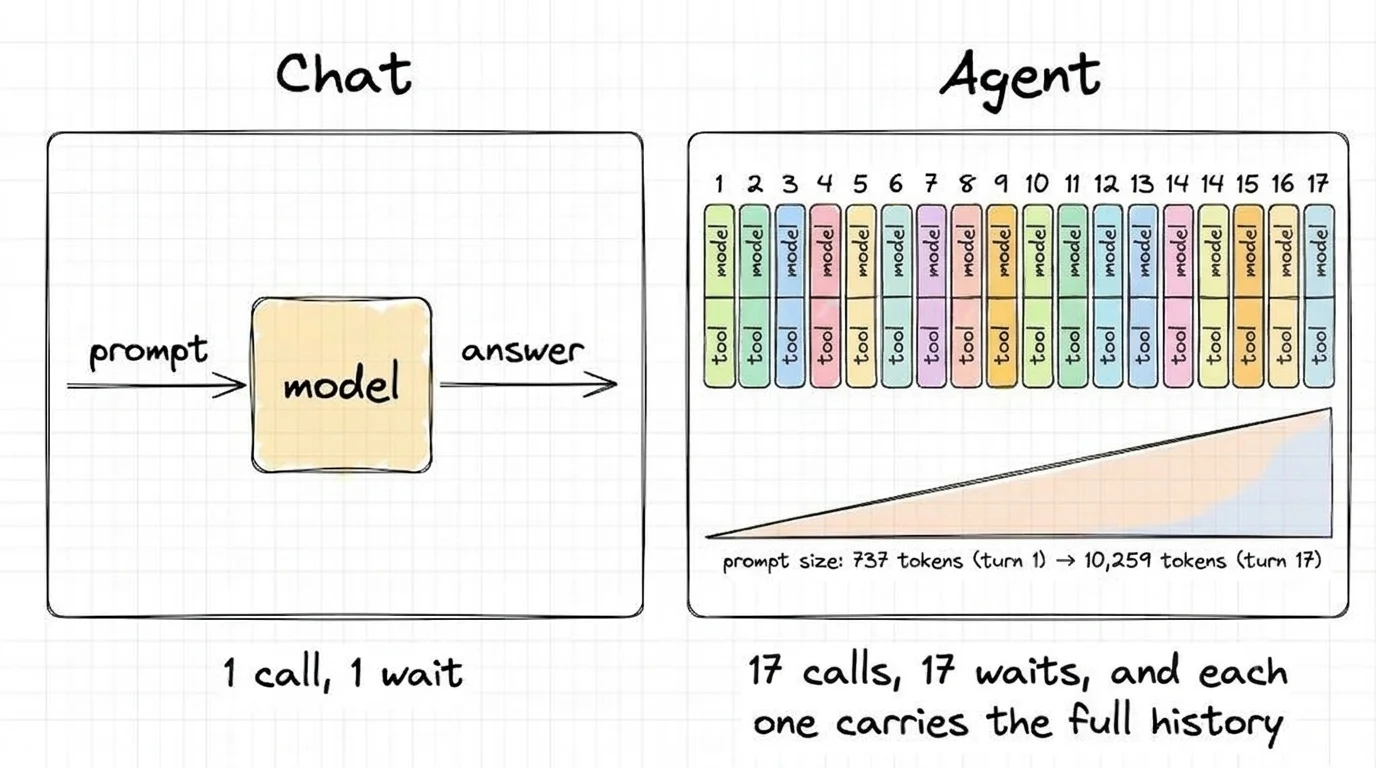 Chat
prompt
model
answer
1 call, 1 wait
Agent
1 2 3 4 5 6 7 8 9 10 11 12 13 14 14 15 16 17
model model model model model model model model model model model model model model model model model model
tool tool tool tool tool tool tool tool tool tool tool tool tool tool tool tool tool tool
prompt size: 737 tokens (turn 1) → 10,259 tokens (turn 17)
17 calls, 17 waits, and each
one carries the full history